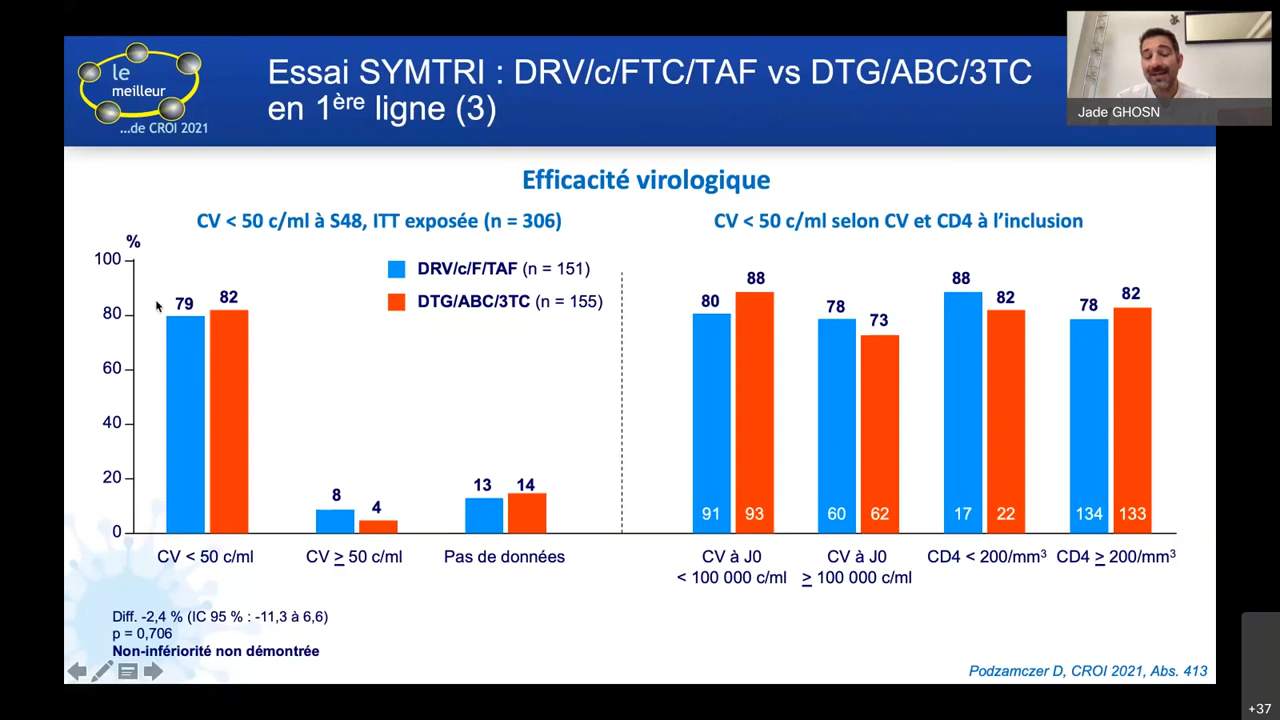 le
meilleur
...de CROI 2021
Essai SYMTRI : DRV/c/FTC/TAF vs DTG/ABC/3TC
en 1ère ligne (3)
Jade GHOSN
Efficacité virologique
CV < 50 c/ml à S48, ITT exposée (n = 306)
CV < 50 c/ml selon CV et CD4 à l’inclusion
%
100
80
60
40
20
0
DRV/c/F/TAF (n = 151)
DTG/ABC/3TC (n = 155)
79
82
8
4
13
14
80
88
78
73
88
82
78
82
91
93
60
62
17
22
134
133
CV < 50 c/ml
CV ≥ 50 c/ml
Pas de données
CV à J0
< 100 000 c/ml
CV à J0
≥ 100 000 c/ml
CD4 < 200/mm³
CD4 ≥ 200/mm³
Diff. -2,4 % (IC 95 % : -11,3 à 6,6)
p = 0,706
Non-infériorité non démontrée
Podzamczer D, CROI 2021, Abs. 413
+37